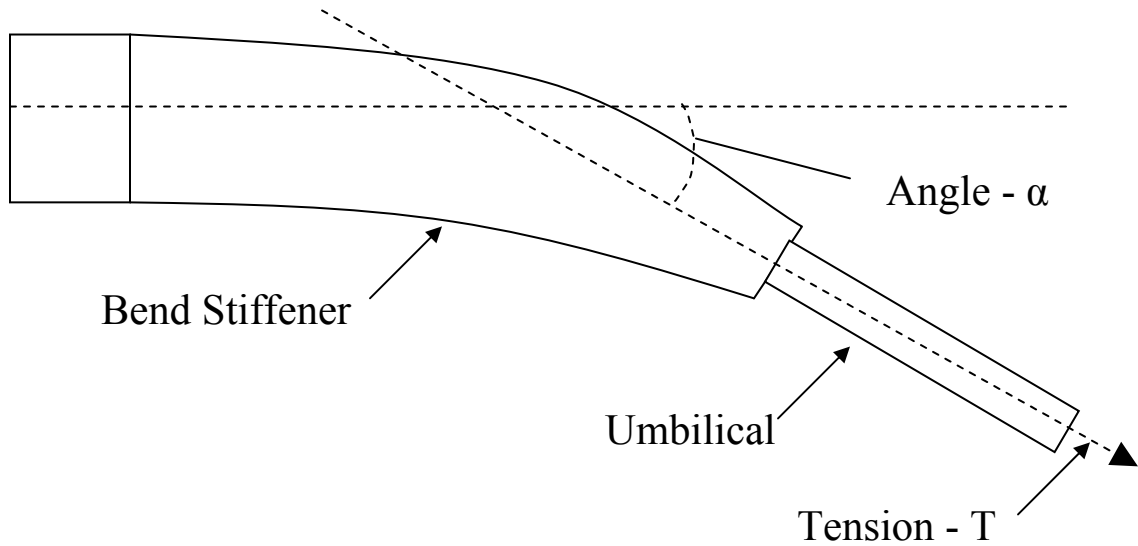 Angle - α
Bend Stiffener
Umbilical
Tension - T